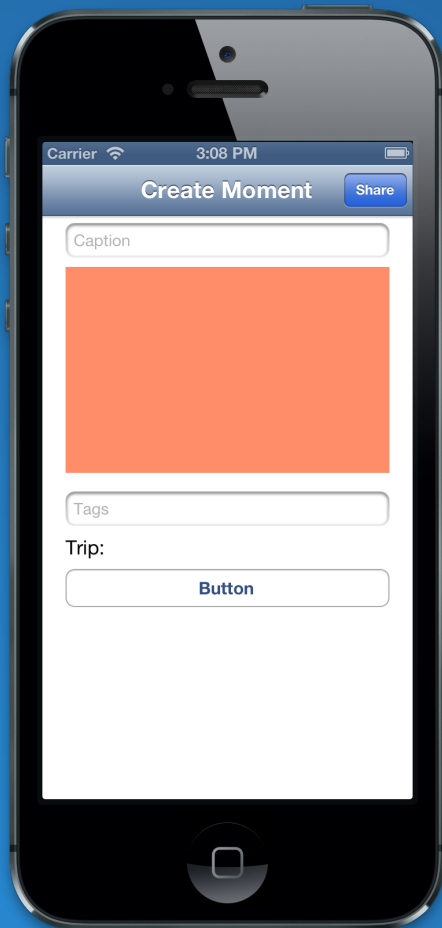 Carrier 3:08 PM
Create Moment Share
Caption
Tags
Trip:
Button